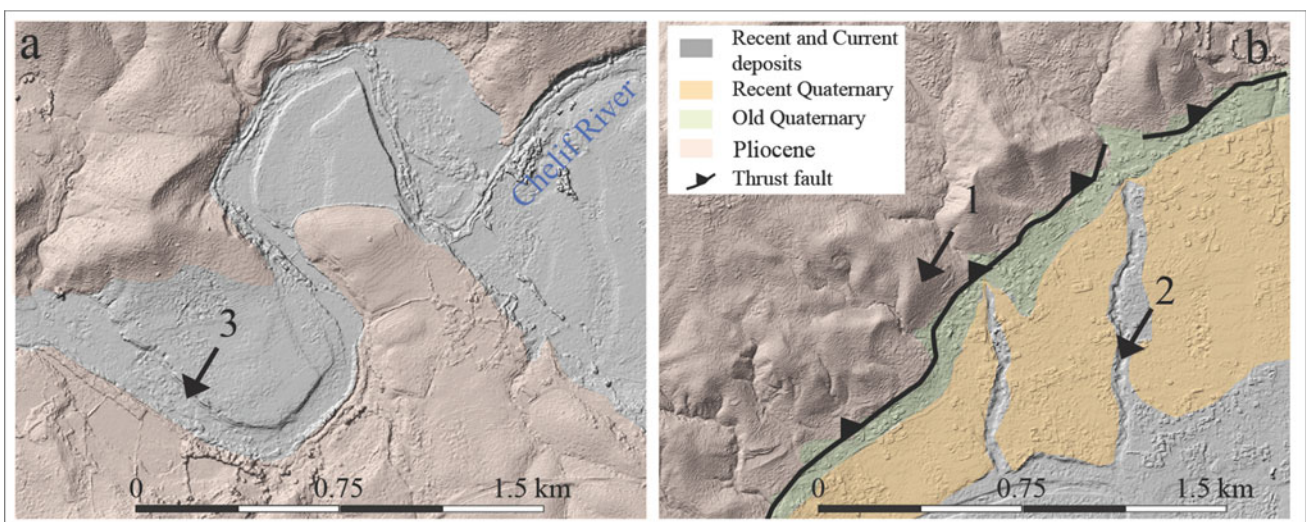 a
Chelif River
3
0
0.75
1.5 km
Recent and Current
deposits
Recent Quaternary
Old Quaternary
Pliocene
Thrust fault
b
1
2
0
0.75
1.5 km